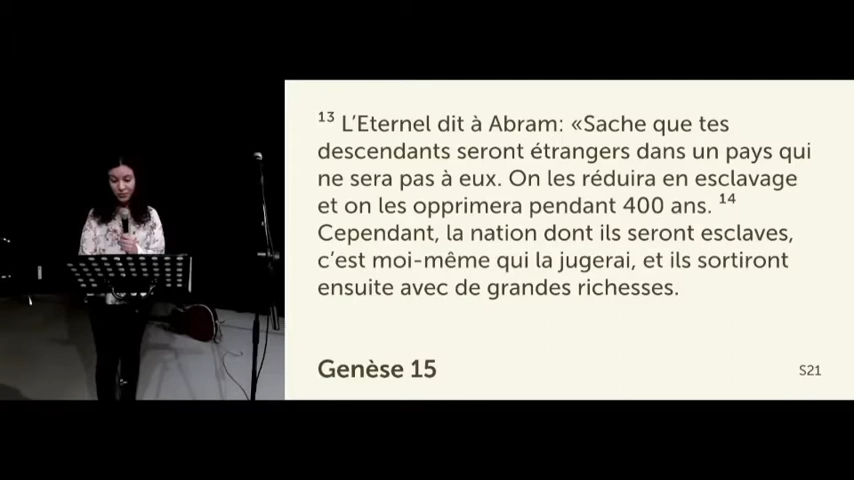 ¹³ L’Eternel dit à Abram: «Sache que tes
descendants seront étrangers dans un pays qui
ne sera pas à eux. On les réduira en esclavage
et on les opprimera pendant 400 ans. ¹⁴
Cependant, la nation dont ils seront esclaves,
c’est moi-même qui la jugerai, et ils sortiront
ensuite avec de grandes richesses.
Genèse 15
S21